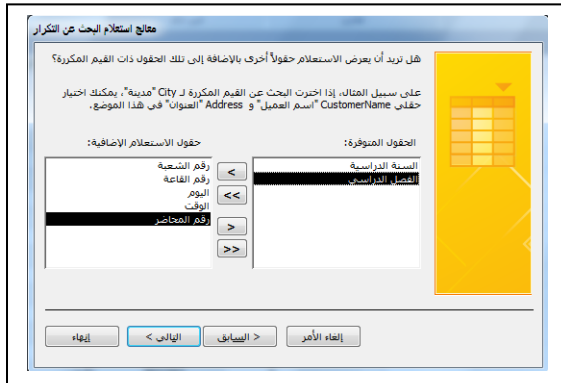 معالج استعلام البحث عن التكرار
هل تريد أن يعرض الاستعلام حقولاً أخرى بالإضافة إلى تلك الحقول ذات القيم المكررة؟
على سبيل المثال، إذا اخترت البحث عن القيم المكررة لـ City "مدينة"، يمكنك اختيار
حقلي CustomerName "اسم العميل" و Address "العنوان" في هذا الموضع.
الحقول المتوفرة:
السنة الدراسية
الفصل الدراسي
<
<<
>
>>
حقول الاستعلام الإضافية:
رقم الشعبة
رقم القاعة
اليوم
الوقت
رقم المحاضر
إلغاء الأمر
< السابق
التالي >
إنهاء